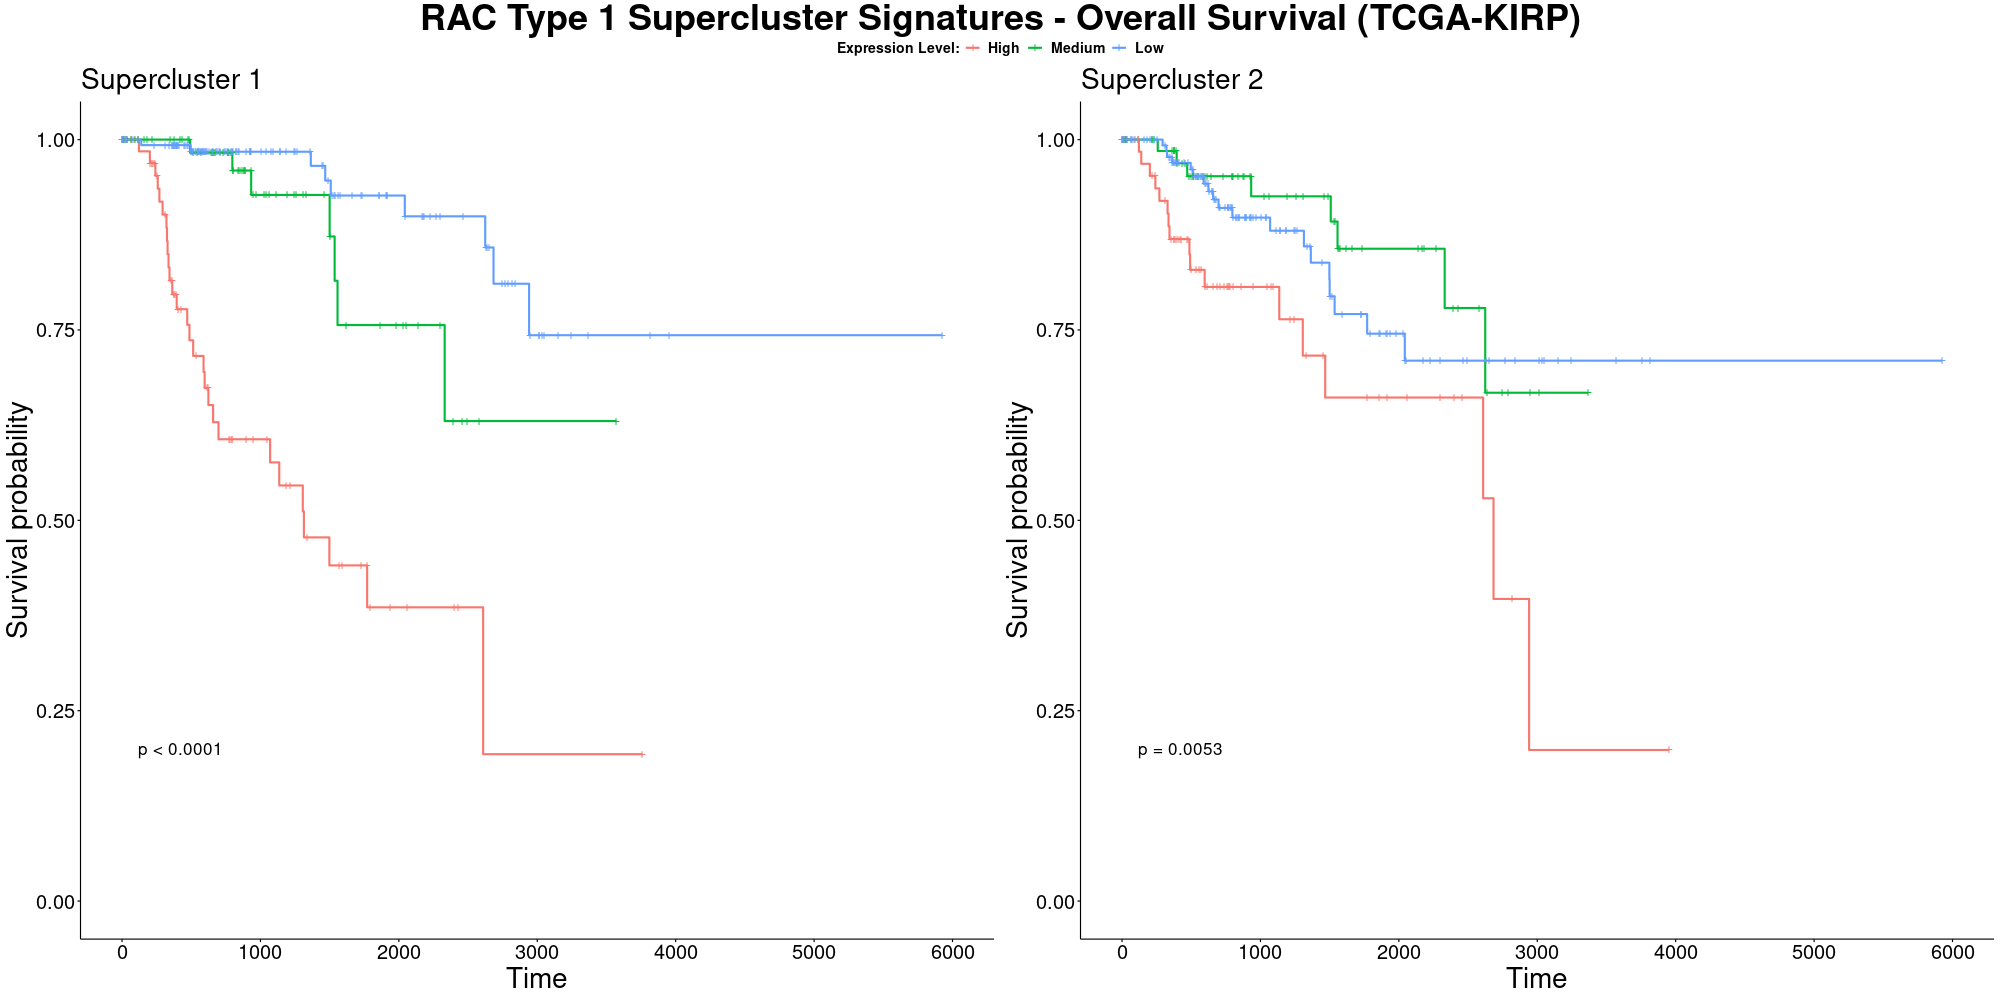 RAC Type 1 Supercluster Signatures - Overall Survival (TCGA-KIRP)
Expression Level: High Medium Low
Supercluster 1
Survival probability
1.00
0.75
0.50
0.25
0.00
p < 0.0001
0 1000 2000 3000 4000 5000 6000
Time
Supercluster 2
Survival probability
1.00
0.75
0.50
0.25
0.00
p = 0.0053
0 1000 2000 3000 4000 5000 6000
Time